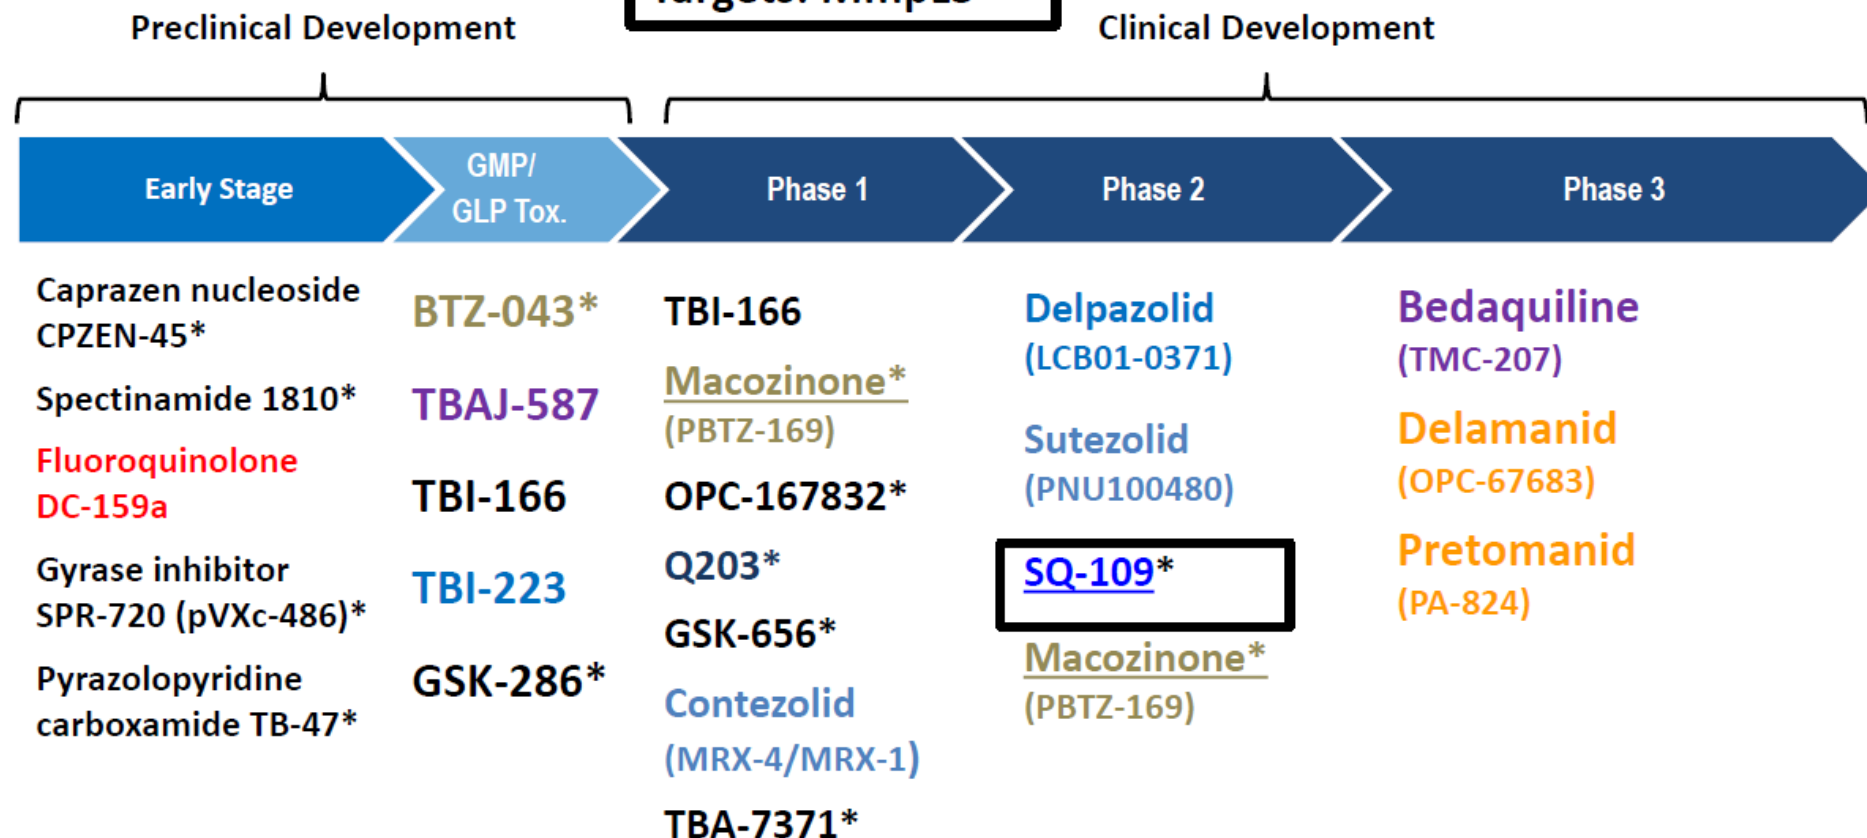 Targets: MmpL3
Preclinical Development
Clinical Development
Early Stage
GMP/
GLP Tox.
Phase 1
Phase 2
Phase 3
Caprazen nucleoside
CPZEN-45*
Spectinamide 1810*
Fluoroquinolone
DC-159a
Gyrase inhibitor
SPR-720 (pVXc-486)*
Pyrazolopyridine
carboxamide TB-47*
BTZ-043*
TBAJ-587
TBI-166
TBI-223
GSK-286*
TBI-166
Macozinone*
(PBTZ-169)
OPC-167832*
Q203*
GSK-656*
Contezolid
(MRX-4/MRX-1)
TBA-7371*
Delpazolid
(LCB01-0371)
Sutezolid
(PNU100480)
SQ-109*
Macozinone*
(PBTZ-169)
Bedaquiline
(TMC-207)
Delamanid
(OPC-67683)
Pretomanid
(PA-824)